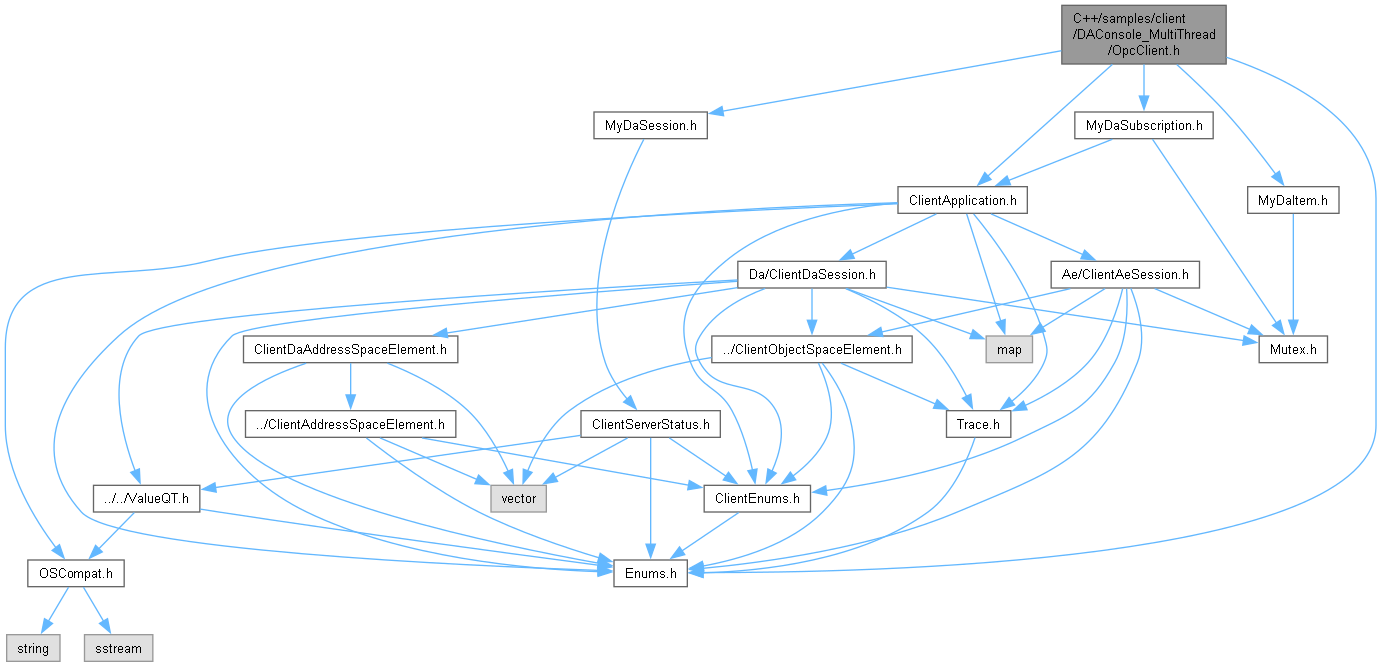 C++/samples/client
/DAConsole_MultiThread
/OpcClient.h
MyDaSession.h
MyDaSubscription.h
ClientApplication.h
MyDaItem.h
Da/ClientDaSession.h
Ae/ClientAeSession.h
ClientDaAddressSpaceElement.h
../ClientObjectSpaceElement.h
map
Mutex.h
../ClientAddressSpaceElement.h
ClientServerStatus.h
Trace.h
../../ValueQT.h
vector
ClientEnums.h
OSCompat.h
Enums.h
string
sstream